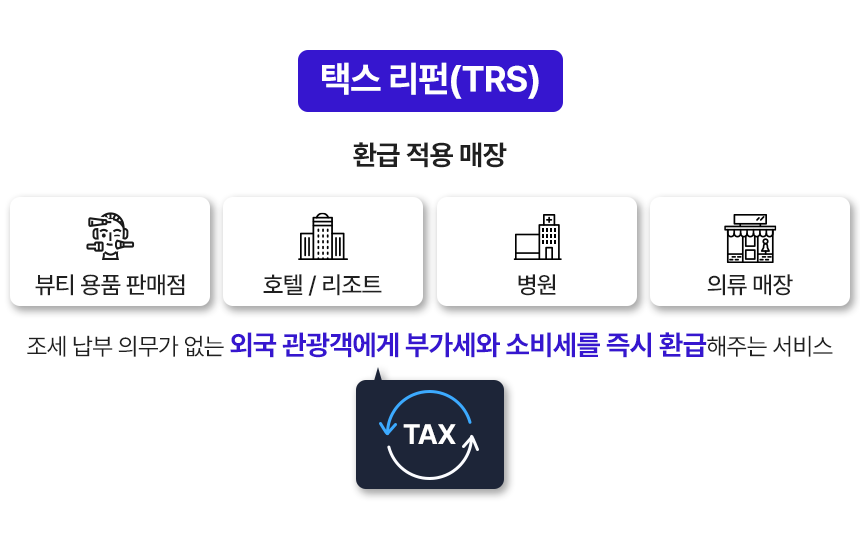 택스 리펀(TRS)
환급 적용 매장
뷰티 용품 판매점
호텔 / 리조트
병원
의류 매장
조세 납부 의무가 없는 외국 관광객에게 부가세와 소비세를 즉시 환급해주는 서비스
TAX